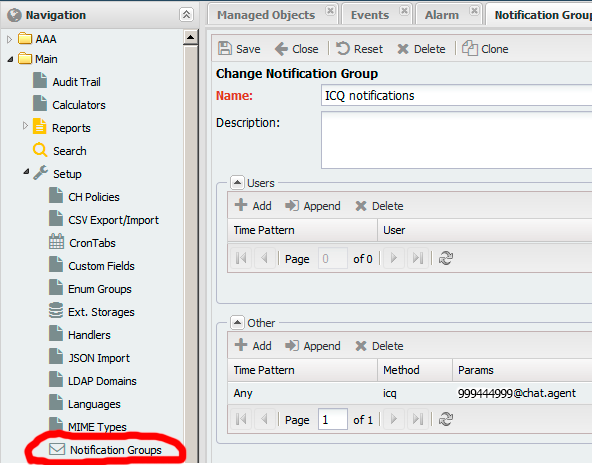 Navigation
AAA
Main
Audit Trail
Calculators
Reports
Search
Setup
CH Policies
CSV Export/Import
CronTabs
Custom Fields
Enum Groups
Ext. Storages
Handlers
JSON Import
LDAP Domains
Languages
MIME Types
Notification Groups
Managed Objects Events Alarm Notification Group
Save Close Reset Delete Clone
Change Notification Group
Name: ICQ notifications
Description:
Users
Add Append Delete
Time Pattern User
Page 0 of 0
Other
Add Append Delete
Time Pattern Method Params
Any icq 999444999@chat.agent
Page 1 of 1